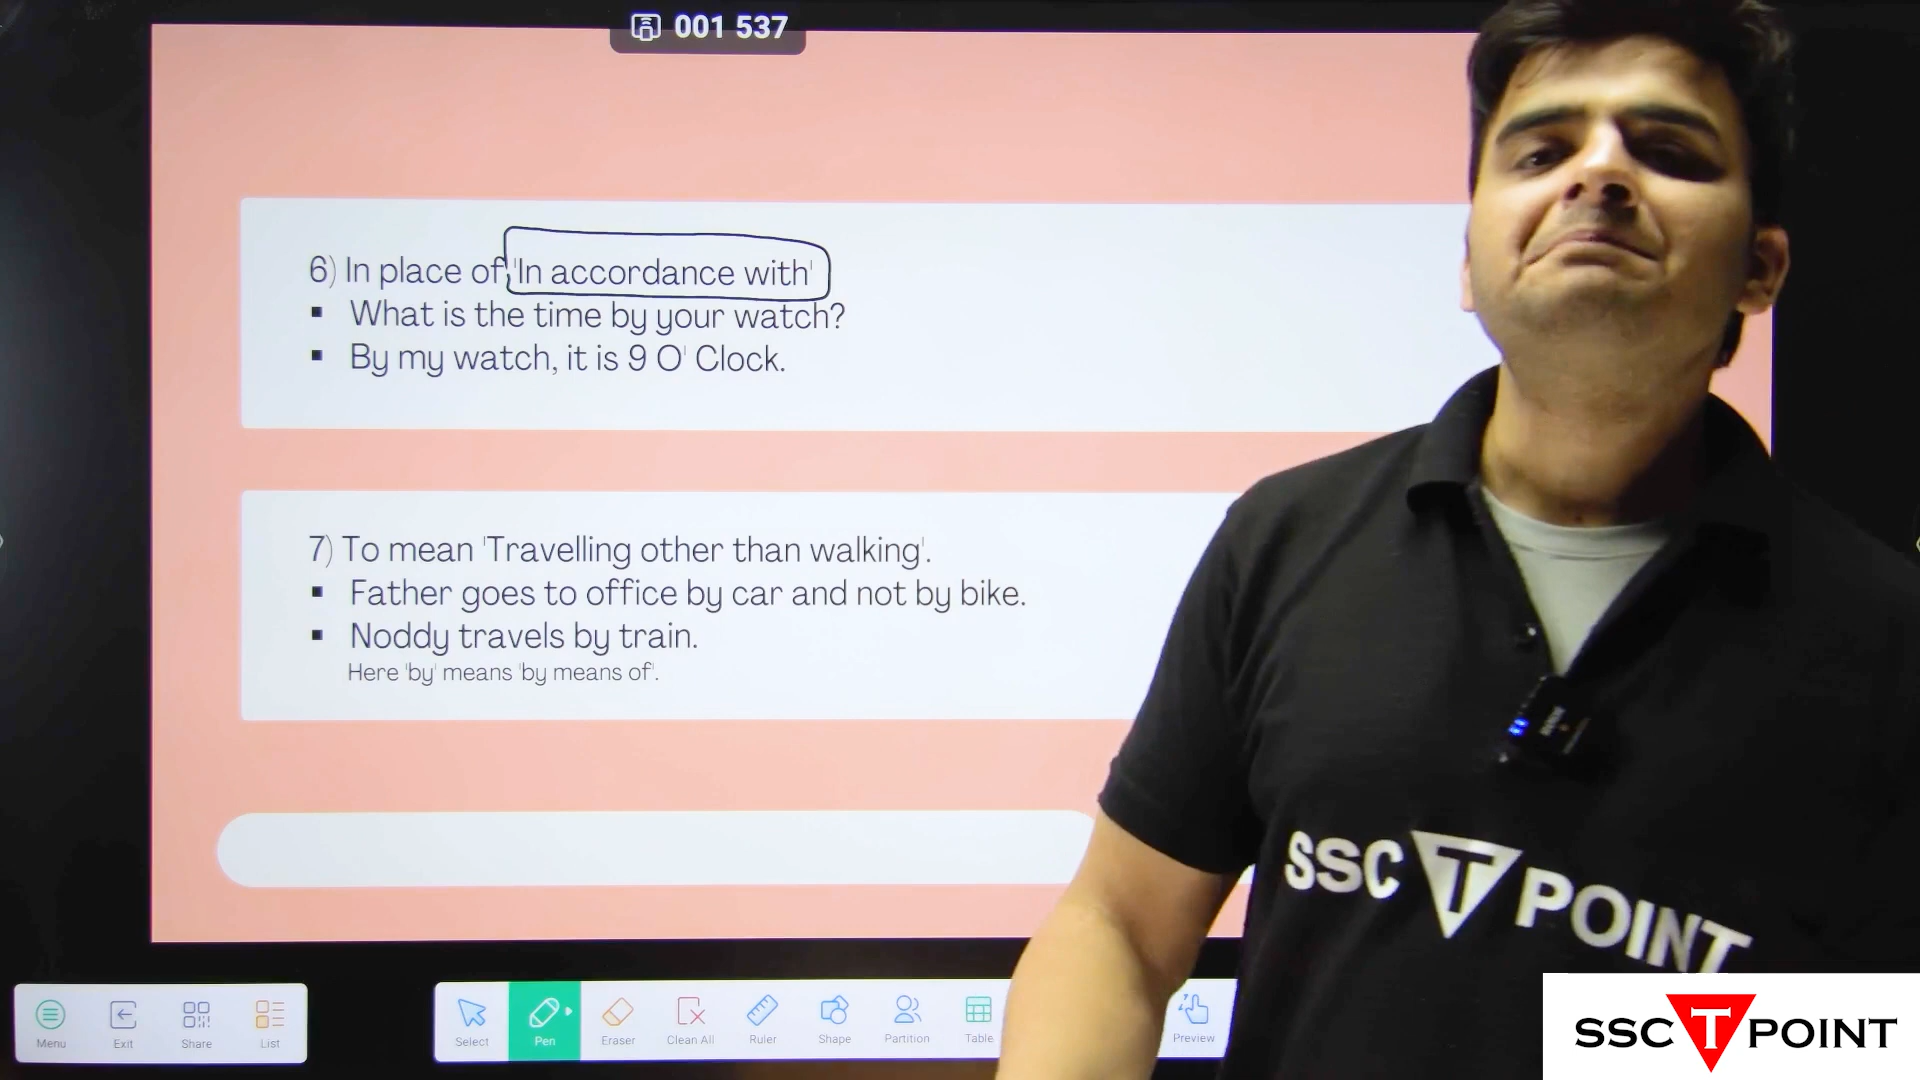 001 537
6) In place of 'In accordance with'
▪ What is the time by your watch?
▪ By my watch, it is 9 O' Clock.
7) To mean 'Travelling other than walking'.
▪ Father goes to office by car and not by bike.
▪ Noddy travels by train.
Here 'by' means 'by means of'.
SSC T POINT
Menu Exit Share List Select Pen Eraser Clean All Ruler Shape Partition Table Preview
SSC T POINT